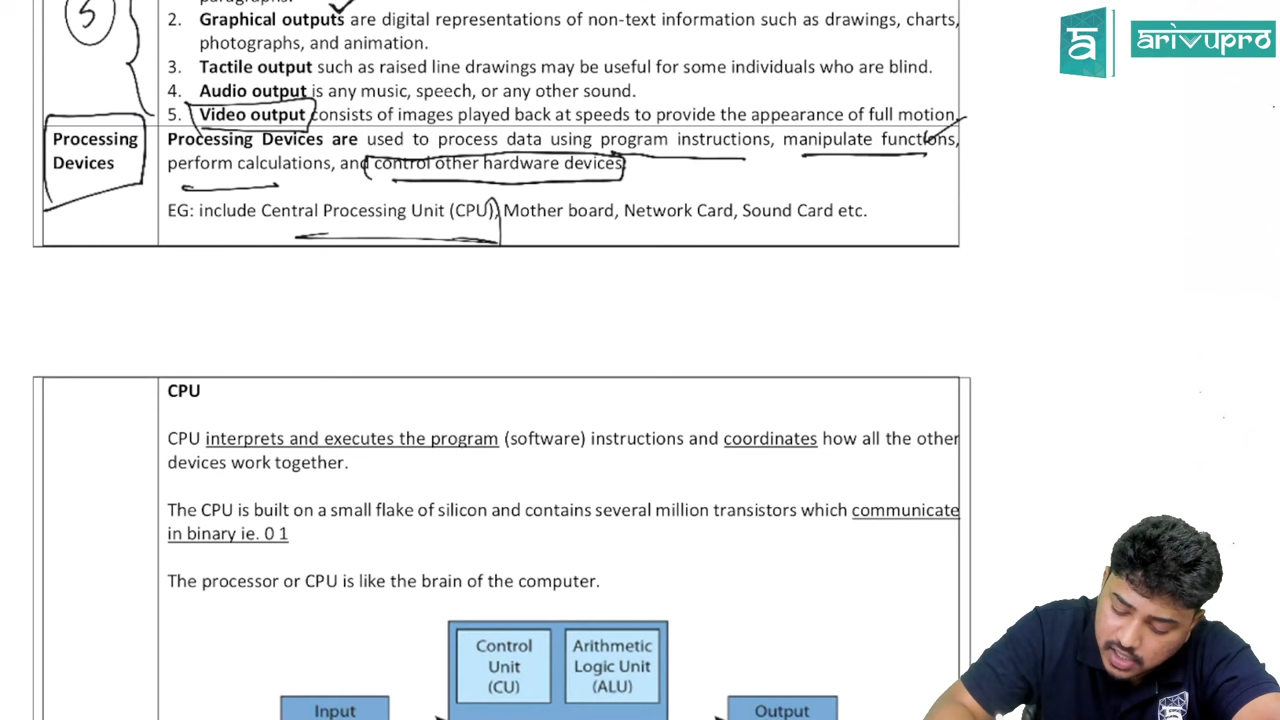 5
paragraphs.
2. Graphical outputs are digital representations of non-text information such as drawings, charts,
photographs, and animation.
3. Tactile output such as raised line drawings may be useful for some individuals who are blind.
4. Audio output is any music, speech, or any other sound.
5. Video output consists of images played back at speeds to provide the appearance of full motion.
Processing
Devices
Processing Devices are used to process data using program instructions, manipulate functions,
perform calculations, and control other hardware devices.
EG: include Central Processing Unit (CPU), Mother board, Network Card, Sound Card etc.
CPU
CPU interprets and executes the program (software) instructions and coordinates how all the other
devices work together.
The CPU is built on a small flake of silicon and contains several million transistors which communicate
in binary ie. 0 1
The processor or CPU is like the brain of the computer.
Control
Unit
(CU)
Arithmetic
Logic Unit
(ALU)
Input
Output
arivupro